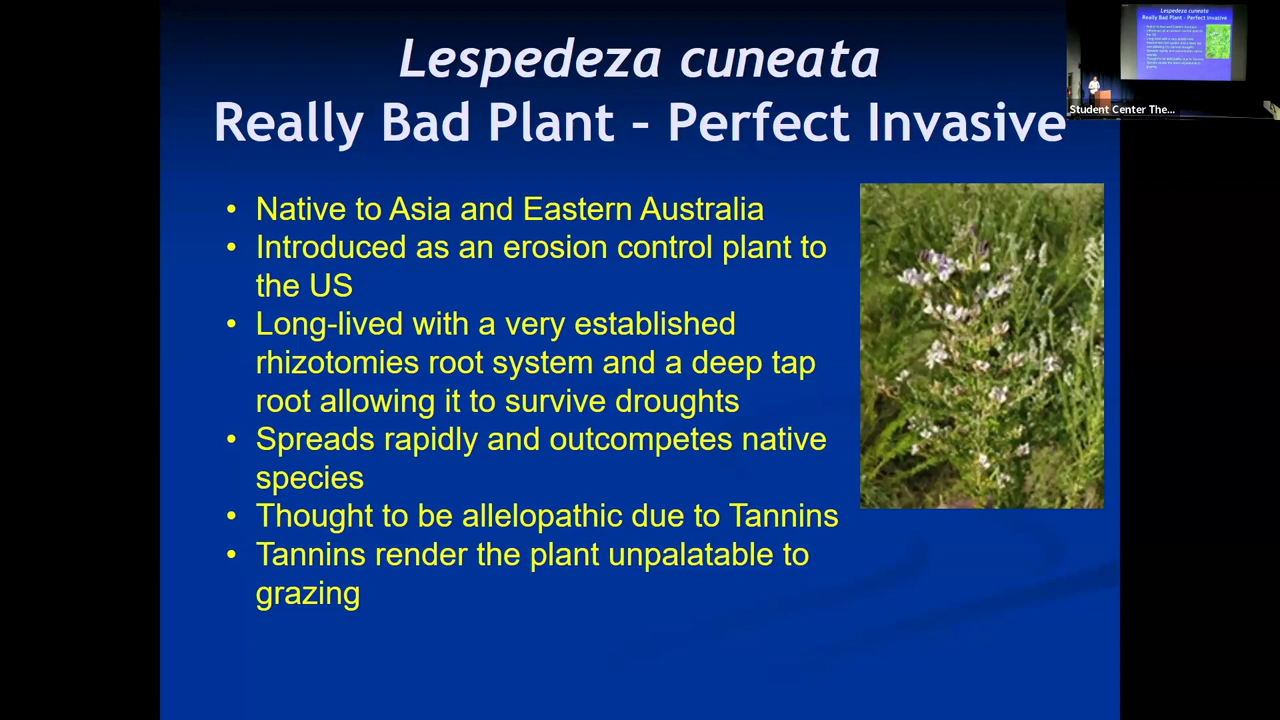 Lespedeza cuneata
Really Bad Plant - Perfect Invasive
Student Center The...
• Native to Asia and Eastern Australia
• Introduced as an erosion control plant to
the US
• Long-lived with a very established
rhizotomies root system and a deep tap
root allowing it to survive droughts
• Spreads rapidly and outcompetes native
species
• Thought to be allelopathic due to Tannins
• Tannins render the plant unpalatable to
grazing